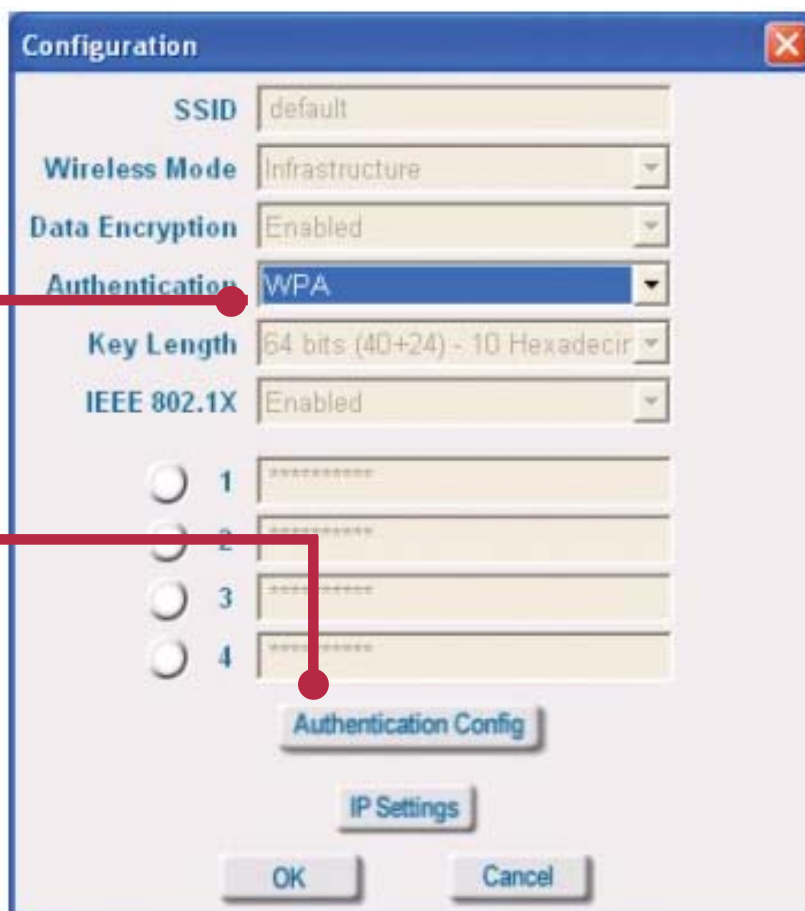 Configuration
SSID default
Wireless Mode Infrastructure
Data Encryption Enabled
Authentication WPA
Key Length 64 bits (40+24) - 10 Hexadecir
IEEE 802.1X Enabled
1 **********
2 **********
3 **********
4 **********
Authentication Config
IP Settings
OK Cancel